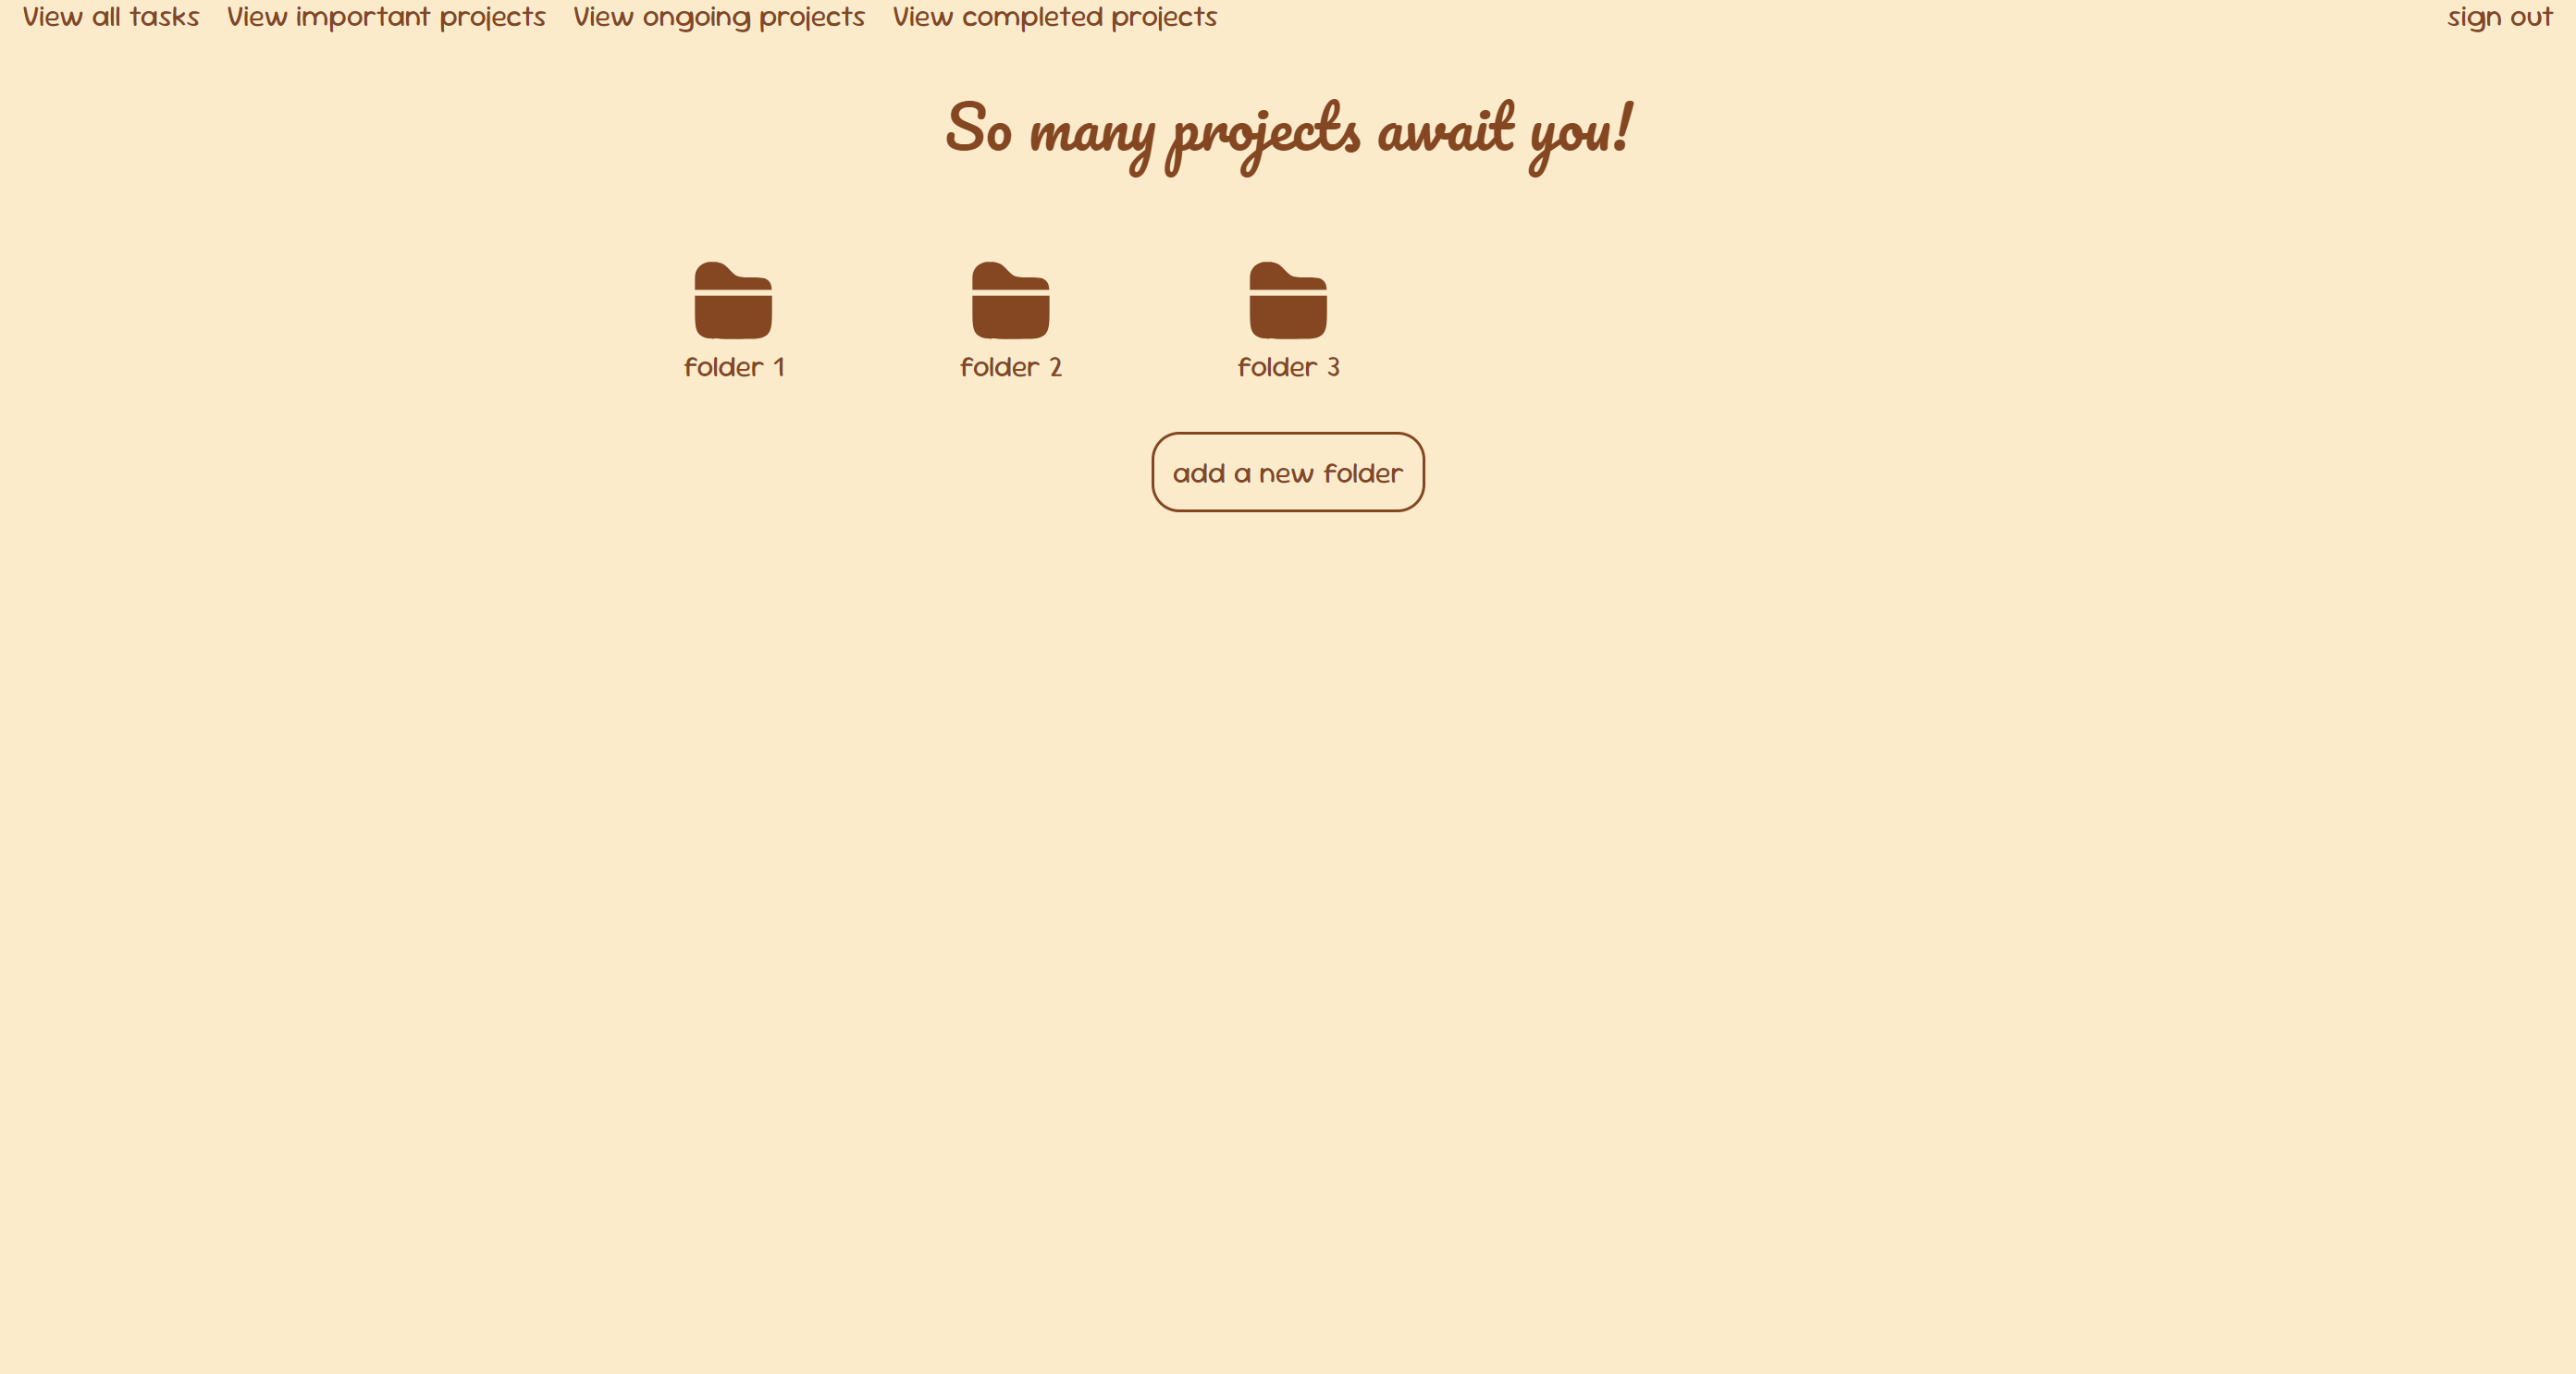 View all tasks View important projects View ongoing projects View completed projects sign out
So many projects await you!
folder 1 folder 2 folder 3
add a new folder